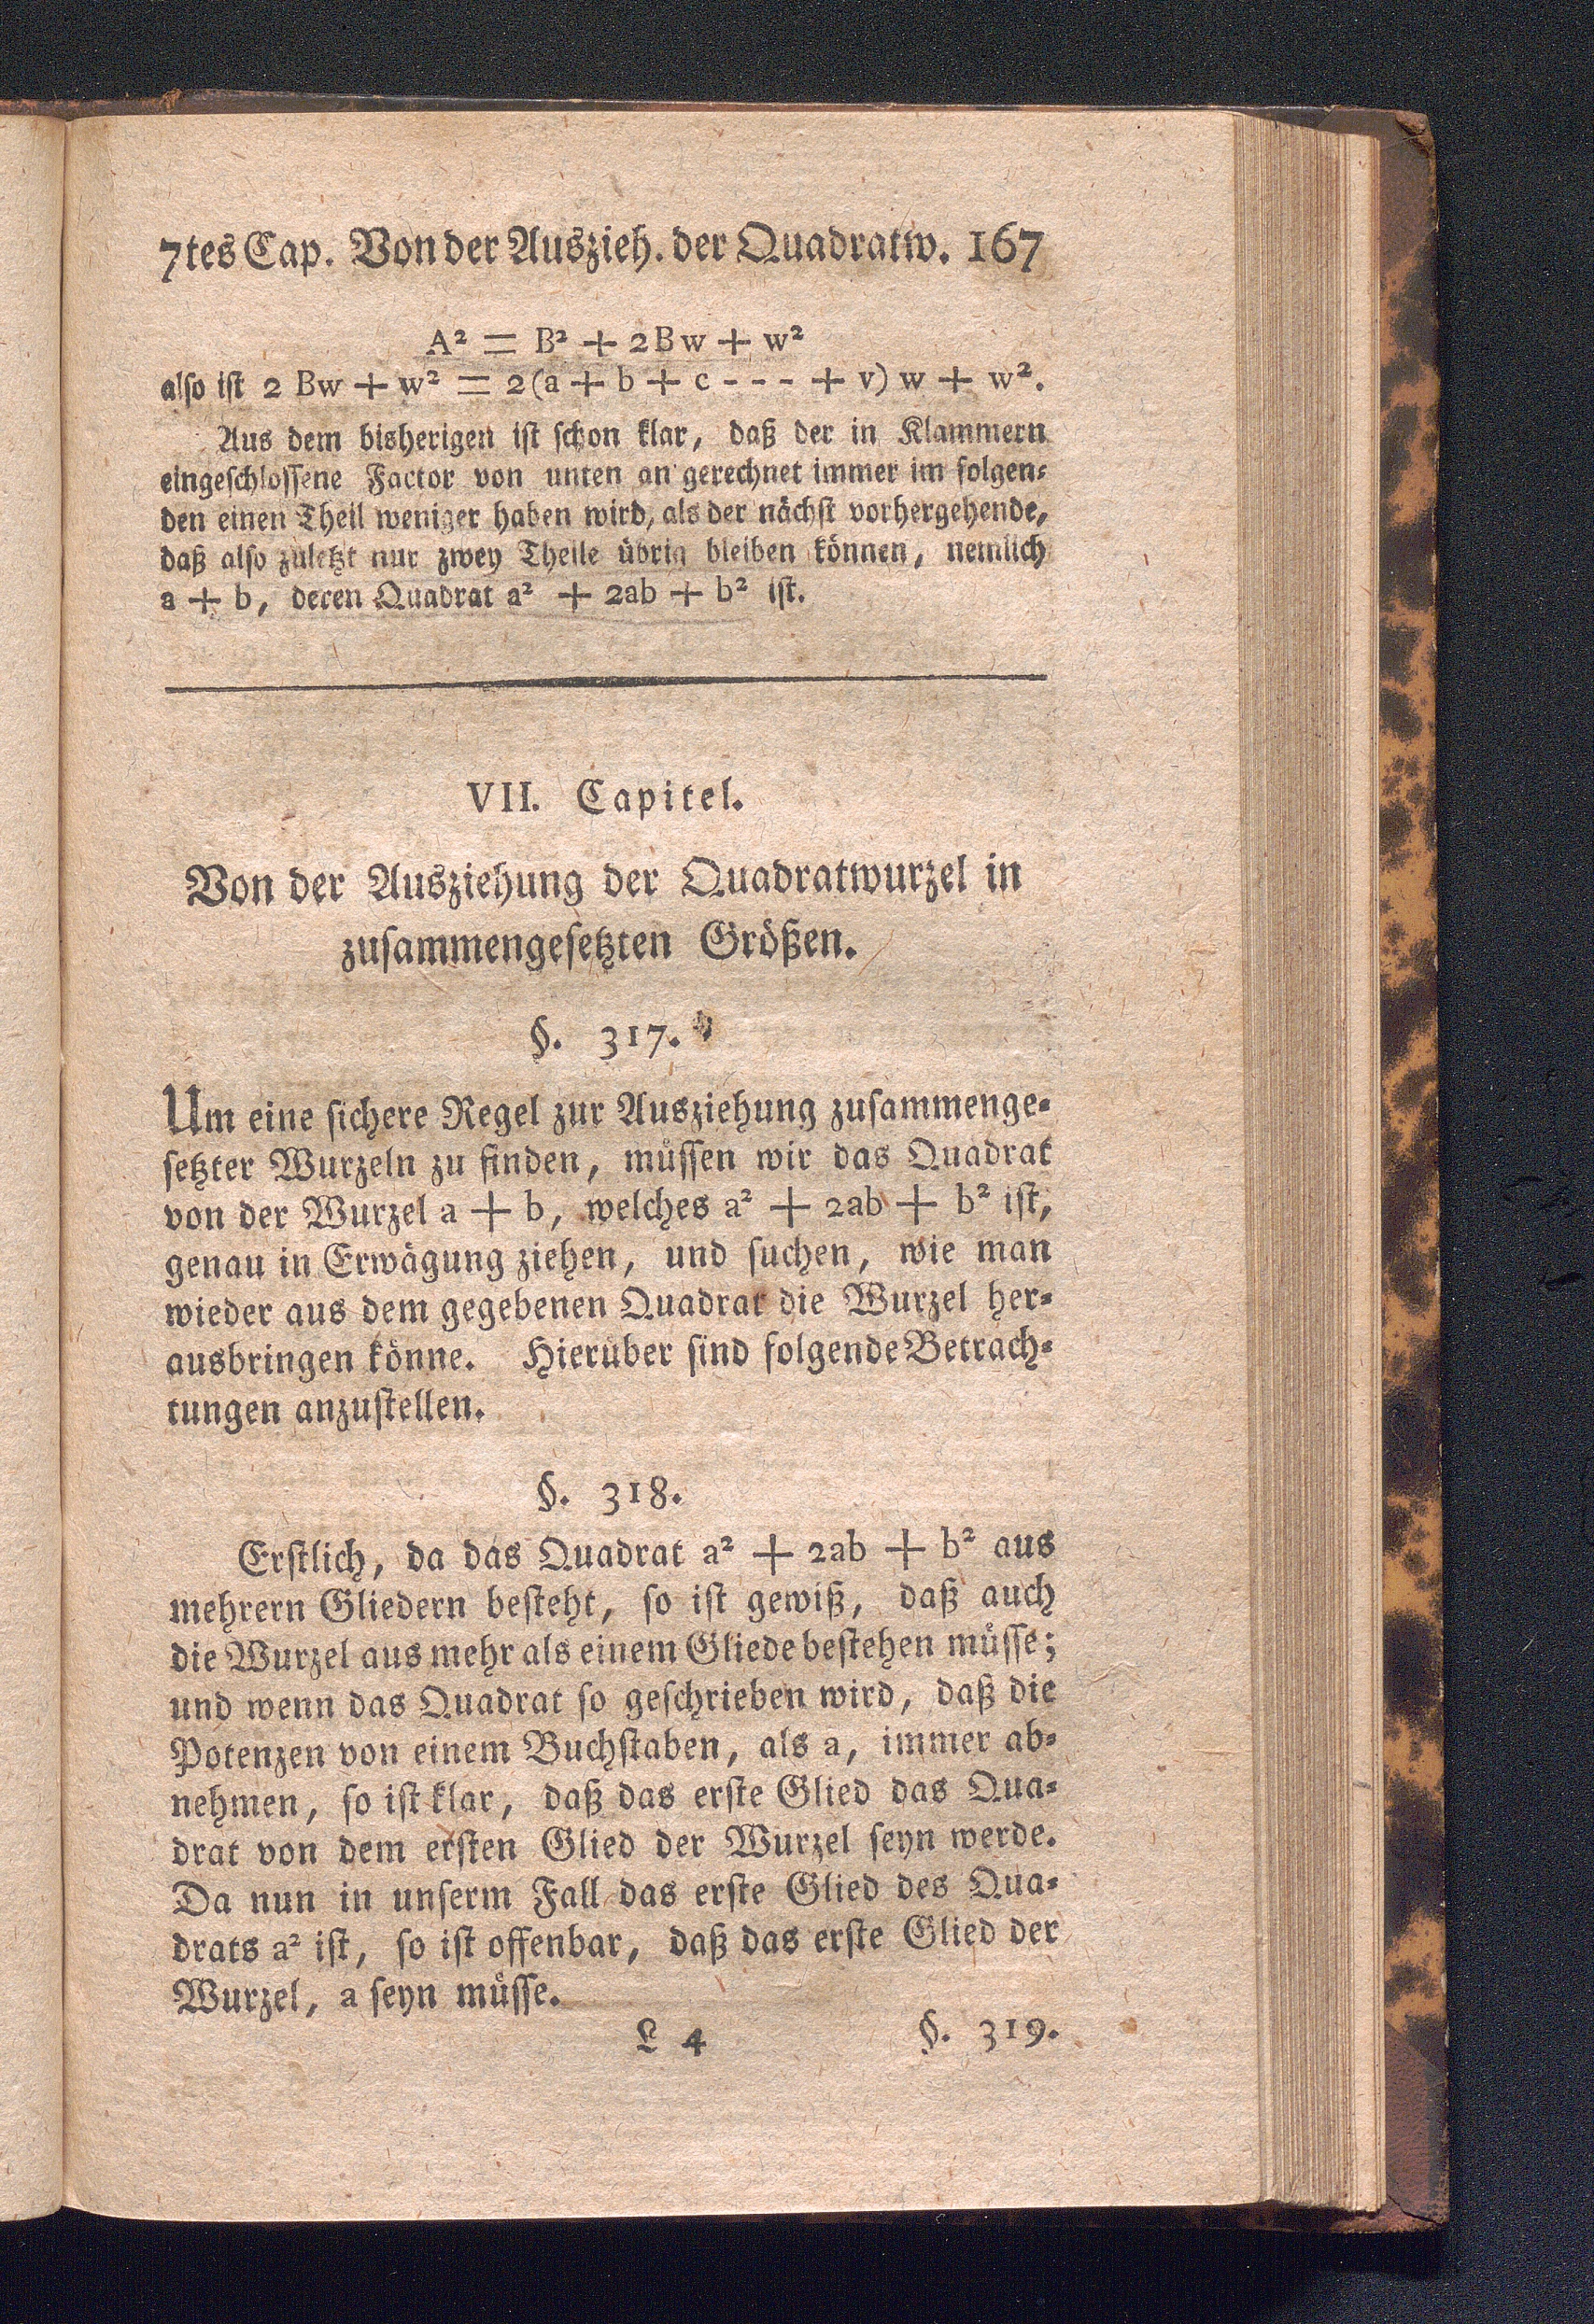 7tes Cap. Von der Auszieh. der Quadratw. 167
A² = B² + 2Bw + w²
also ist 2 Bw + w² = 2(a + b + c - - - + v) w + w².
Aus dem bisherigen ist schon klar, daß der in Klammern
eingeschlossene Factor von unten an gerechnet immer im folgen-
den einen Theil weniger haben wird, als der nächst vorhergehende,
daß also zuletzt nur zwey Theile übrig bleiben können, nemlich
a + b, deren Quadrat a² + 2ab + b² ist.
VII. Capitel.
Von der Ausziehung der Quadratwurzel in
zusammengesetzten Größen.
§. 317.
Um eine sichere Regel zur Ausziehung zusammenge-
setzter Wurzeln zu finden, müssen wir das Quadrat
von der Wurzel a + b, welches a² + 2ab + b² ist,
genau in Erwägung ziehen, und suchen, wie man
wieder aus dem gegebenen Quadrat die Wurzel her-
ausbringen könne. Hierüber sind folgende Betrach-
tungen anzustellen.
§. 318.
Erstlich, da das Quadrat a² + 2ab + b² aus
mehrern Gliedern besteht, so ist gewiß, daß auch
die Wurzel aus mehr als einem Gliede bestehen müsse;
und wenn das Quadrat so geschrieben wird, daß die
Potenzen von einem Buchstaben, als a, immer ab-
nehmen, so ist klar, daß das erste Glied das Qua-
drat von dem ersten Glied der Wurzel seyn werde.
Da nun in unserm Fall das erste Glied des Qua-
drats a² ist, so ist offenbar, daß das erste Glied der
Wurzel, a seyn müsse.
L 4 §. 319.